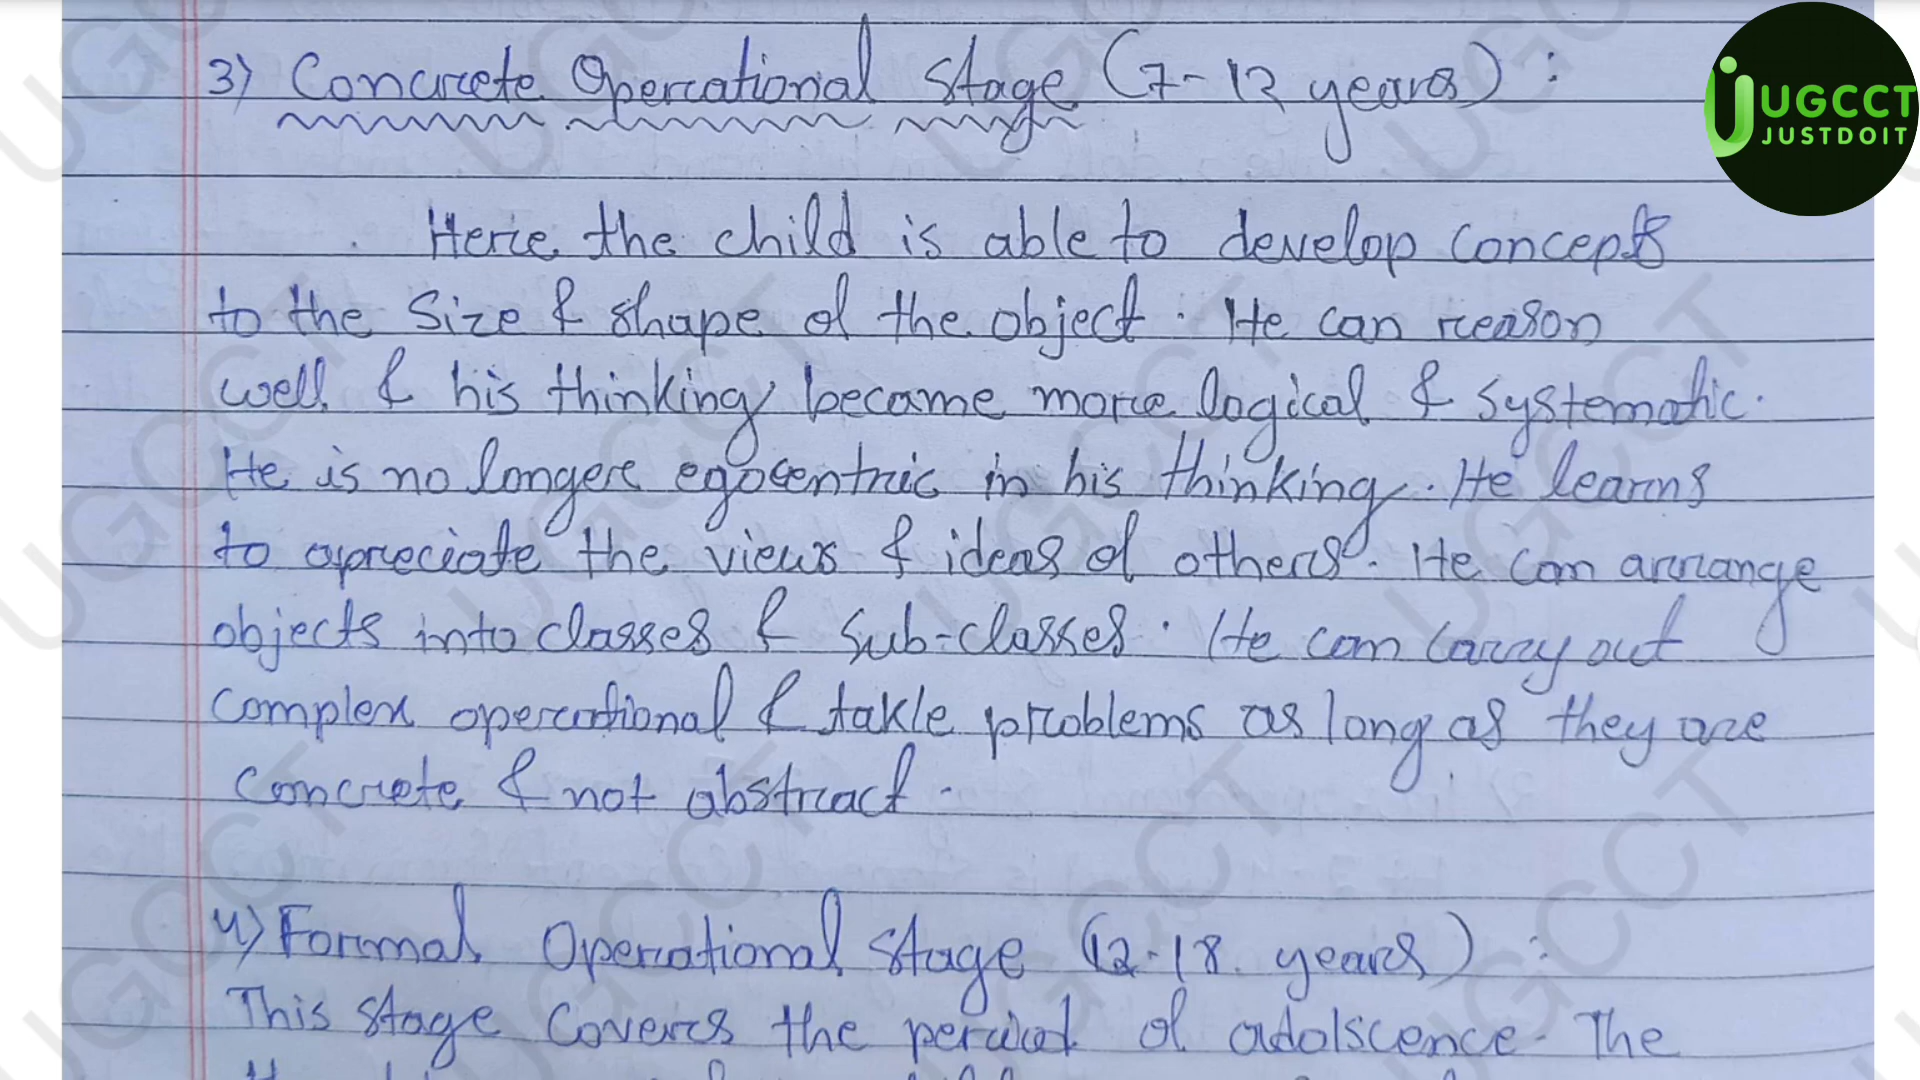 3) Concrete Operational Stage (7-12 years) :
Here the child is able to develop concepts
to the size & shape of the object. He can reason
well & his thinking became more logical & systematic.
He is no longer egocentric in his thinking. He learns
to apreciate the views & ideas of others. He can arrange
objects into classes & sub-classes. He can carry out
complex operational & takle problems as long as they are
concrete & not abstract.
4) Formal Operational Stage (12-18 years) :
This stage covers the period of adolscence. The
UGCCT
JUSTDOIT